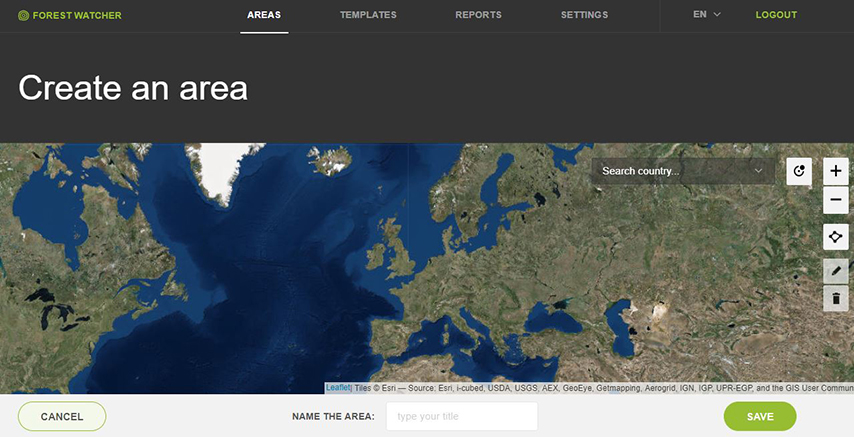 FOREST WATCHER AREAS TEMPLATES REPORTS SETTINGS EN LOGOUT
Create an area
Search country...
Leaflet| Tiles © Esri — Source: Esri, i-cubed, USDA, USGS, AEX, GeoEye, Getmapping, Aerogrid, IGN, IGP, UPR-EGP, and the GIS User Commun
CANCEL NAME THE AREA: type your title SAVE